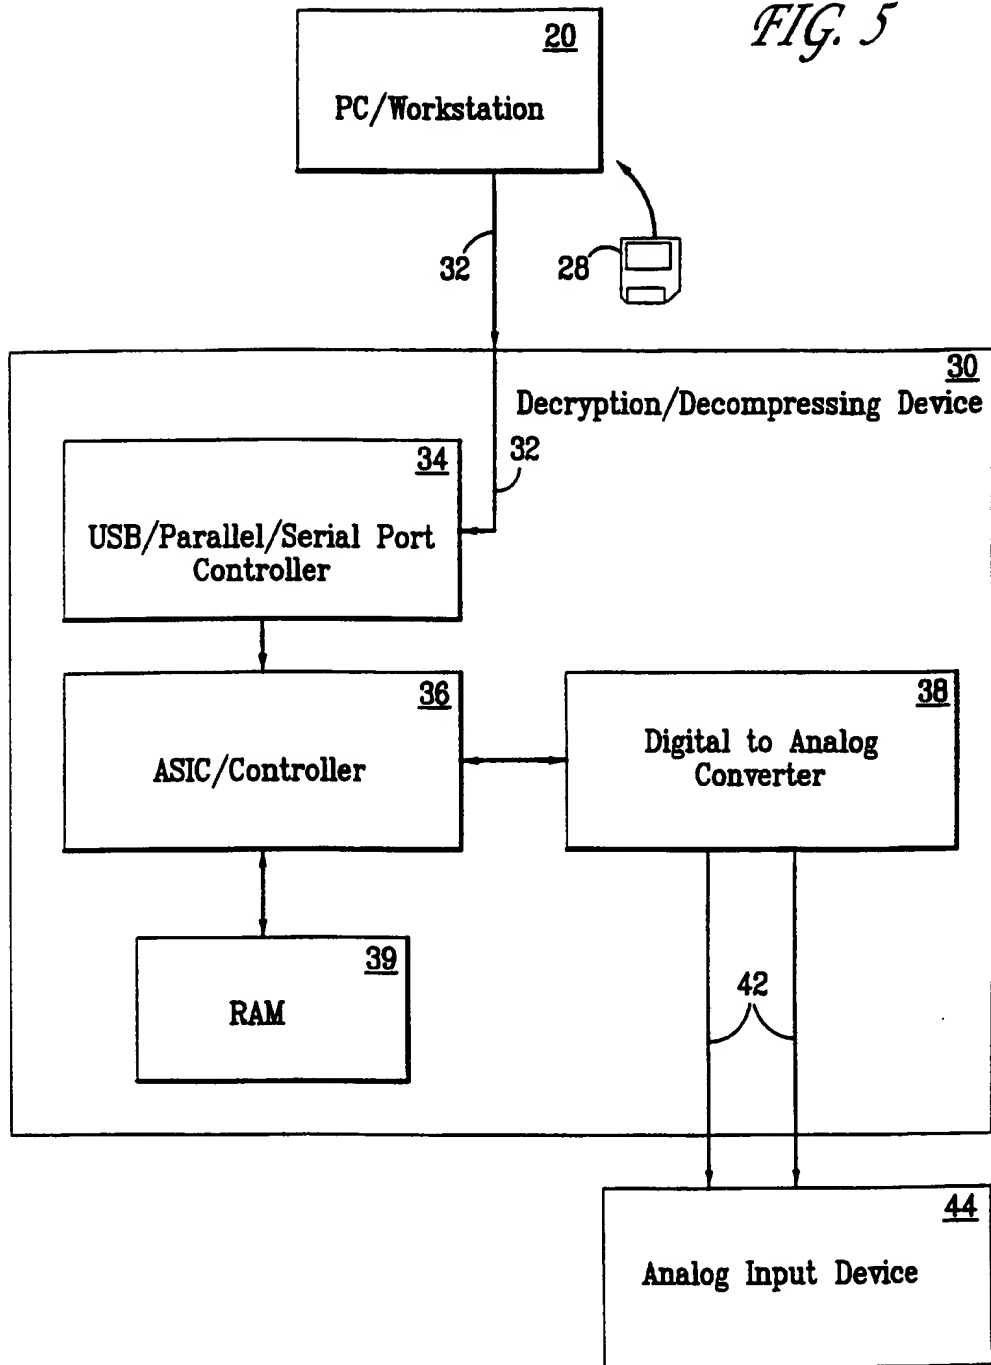 FIG. 5
20
PC/Workstation
32
28
30
Decryption/Decompressing Device
34
32
USB/Parallel/Serial Port
Controller
36
ASIC/Controller
38
Digital to Analog
Converter
39
RAM
42
44
Analog Input Device